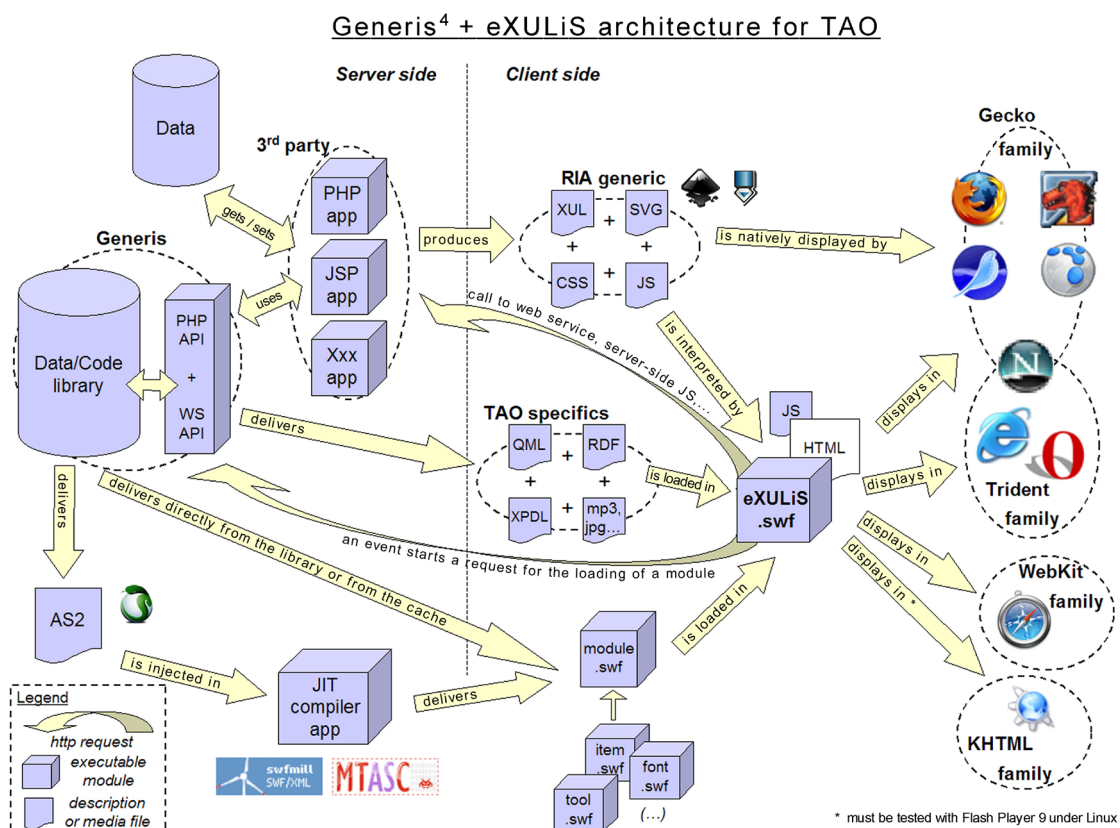 Generis⁴ + eXULiS architecture for TAO
Server side
Client side
Data
3rd party
PHP
app
JSP
app
Xxx
app
gets / sets
uses
Generis
Data/Code
library
PHP
API
+
WS
API
produces
RIA generic
XUL
+
SVG
+
+
CSS
+
JS
is natively displayed by
Gecko
family
call to web service, server-side JS,...
is interpreted by
delivers
TAO specifics
QML
+
RDF
+
+
XPDL
+
mp3,
jpg...
is loaded in
JS
HTML
eXULiS
.swf
displays in
N
displays in
Trident
family
displays in
WebKit
family
displays in *
KHTML
family
delivers
delivers directly from the library or from the cache
an event starts a request for the loading of a module
is loaded in
AS2
is injected in
JIT
compiler
app
delivers
module
.swf
item
.swf
font
.swf
tool
.swf
(...)
swfmill
SWF/XML
MTASC
Legend
http request
executable
module
description
or media file
* must be tested with Flash Player 9 under Linux